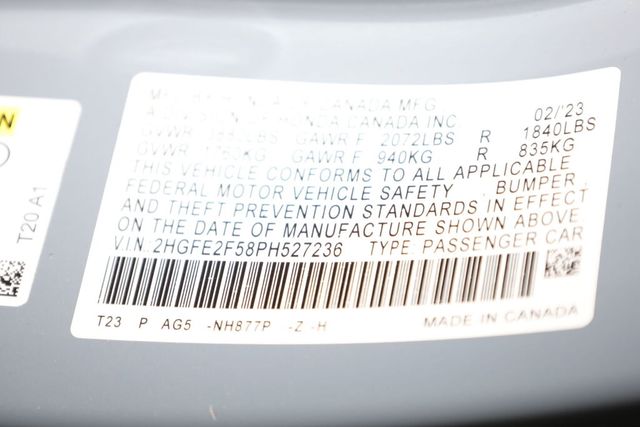 CANADA MFG. 02/'23
HONDA CANADA INC
GAWR F 2072LBS R 1840LBS
GAWR F 940KG R 835KG
THIS VEHICLE CONFORMS TO ALL APPLICABLE
FEDERAL MOTOR VEHICLE SAFETY BUMPER
AND THEFT PREVENTION STANDARDS IN EFFECT
ON THE DATE OF MANUFACTURE SHOWN ABOVE
V.I.N:2HGFE2F58PH527236 TYPE PASSENGER CAR
T23 P AG5 -NH877P -Z -H MADE IN CANADA
T20 A1